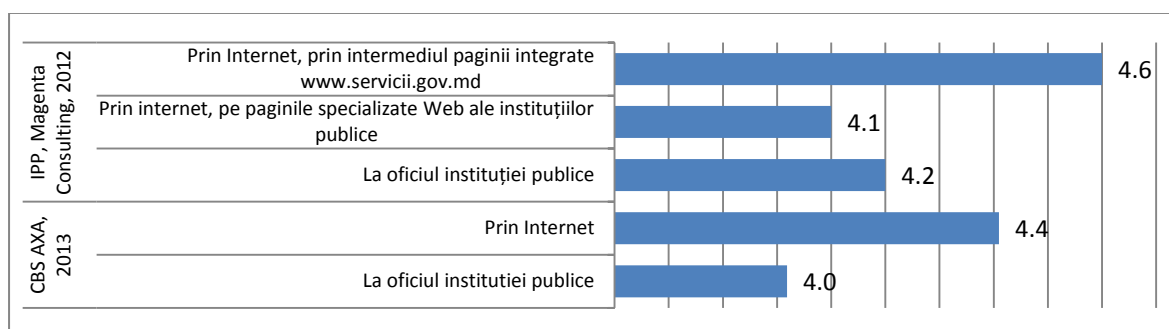 IPP, Magenta
Consulting, 2012
Prin Internet, prin intermediul paginii integrate
www.servicii.gov.md
4.6
Prin internet, pe paginile specializate Web ale instituțiilor
publice
4.1
La oficiul instituției publice
4.2
CBS AXA,
2013
Prin Internet
4.4
La oficiul institutiei publice
4.0